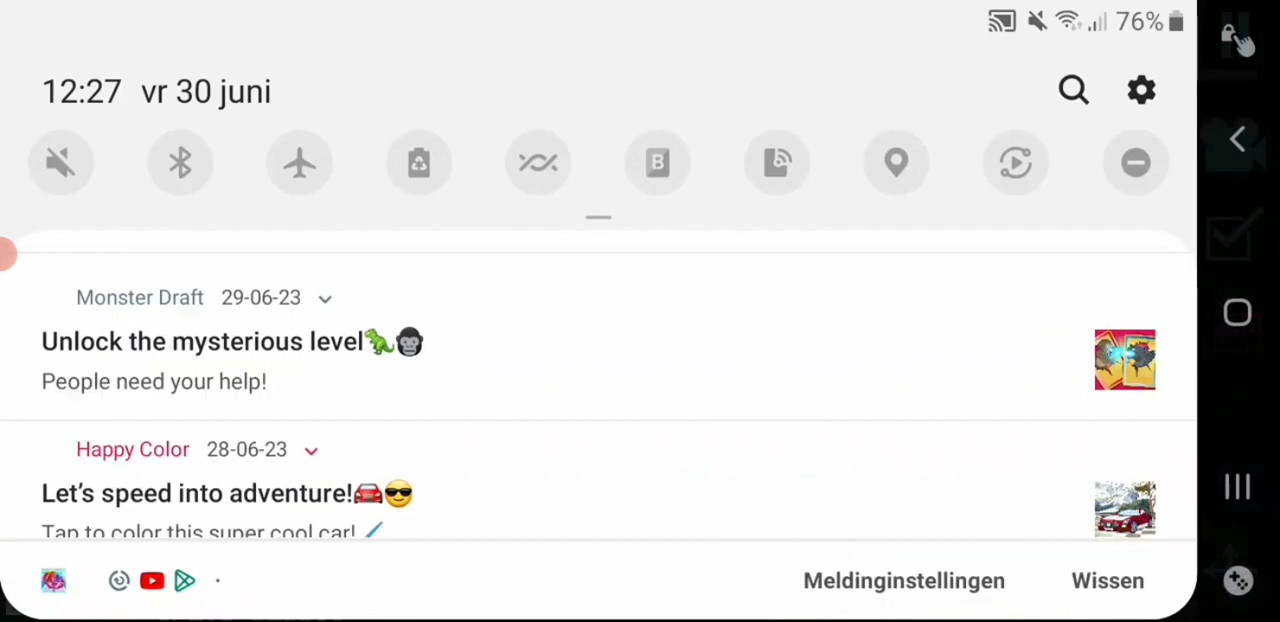 76%
12:27 vr 30 juni
B
Monster Draft 29-06-23
Unlock the mysterious level🦖🦍
People need your help!
Happy Color 28-06-23
Let's speed into adventure!🚘😎
Tap to color this super cool car! 🖌️
Meldinginstellingen Wissen